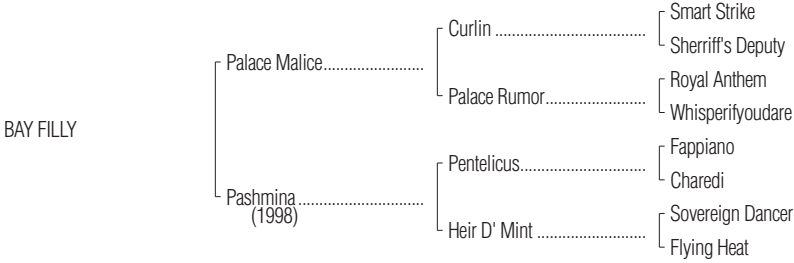 Smart Strike
Curlin ....................................
Sherriff's Deputy
Palace Malice........................
Royal Anthem
Palace Rumor........................
Whisperifyoudare
BAY FILLY
Fappiano
Pentelicus..............................
Charedi
Pashmina ..............................
(1998)
Sovereign Dancer
Heir D' Mint ..........................
Flying Heat